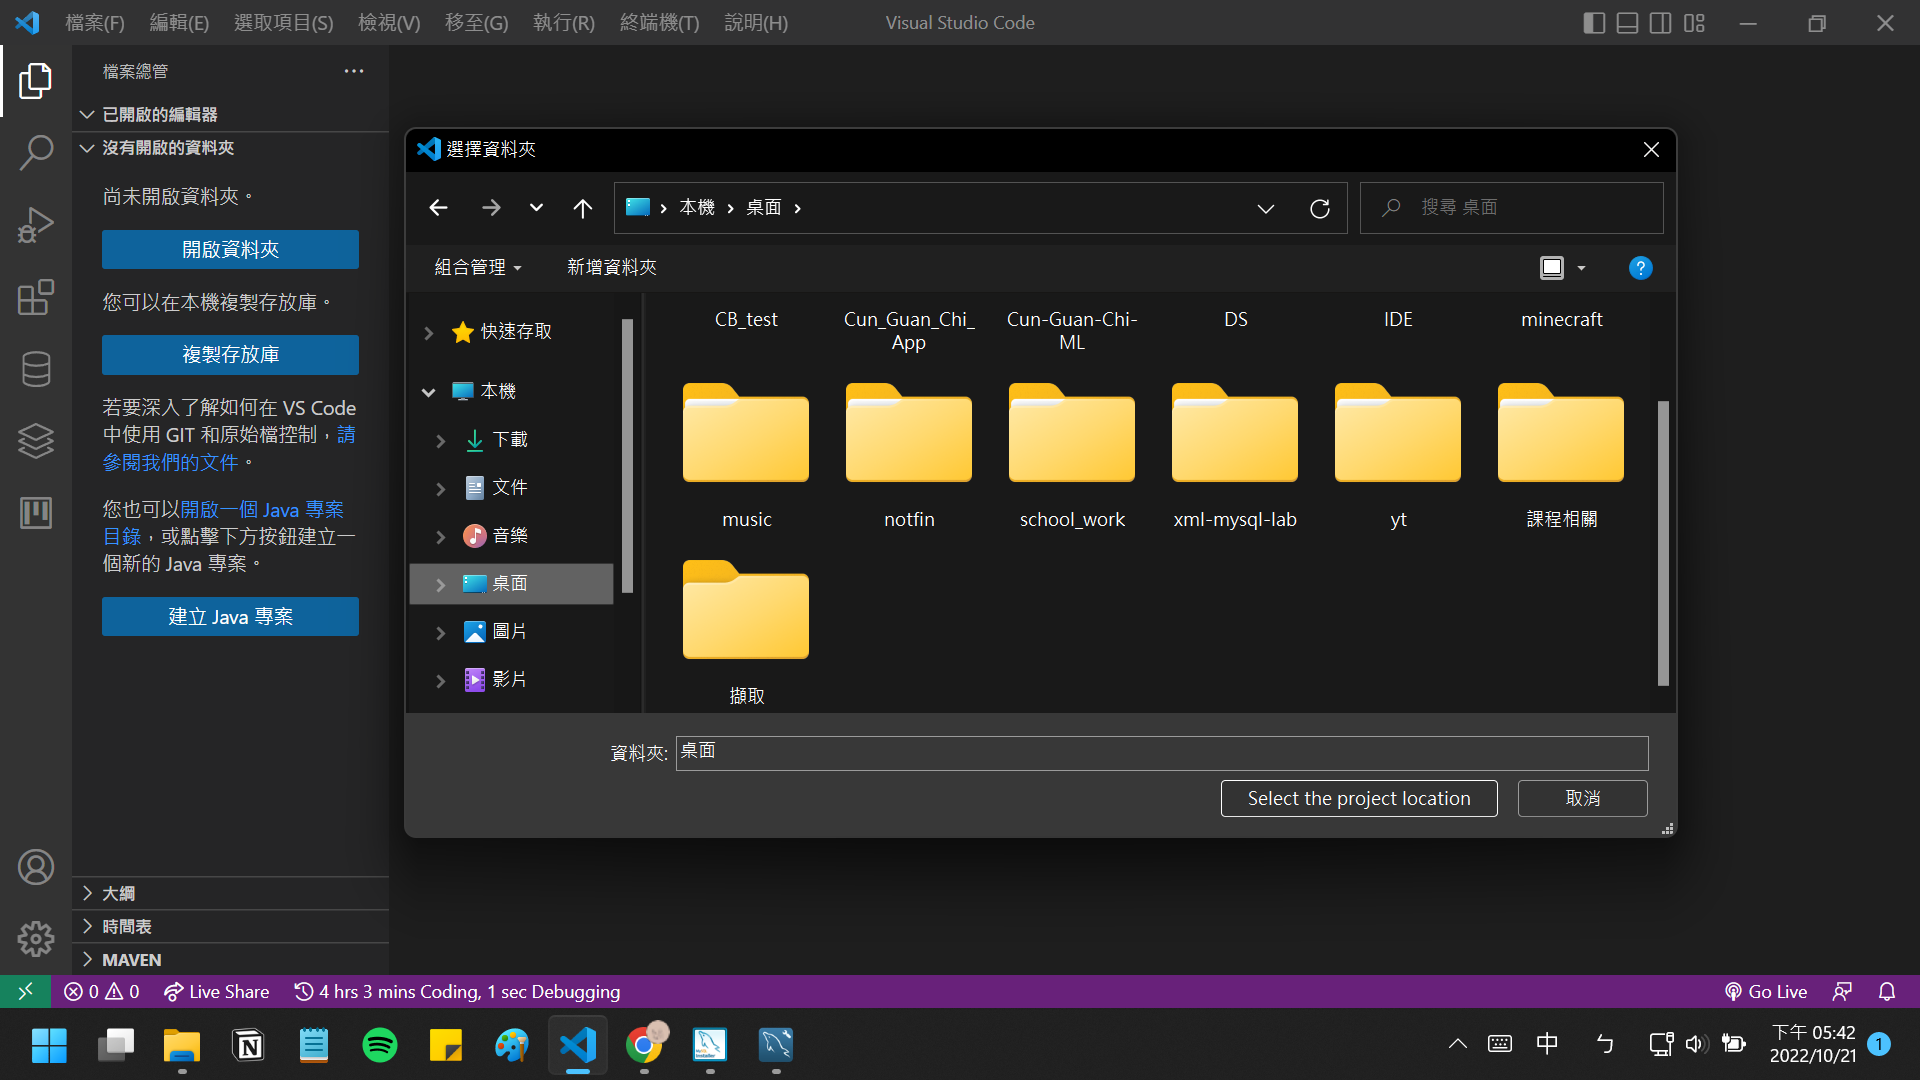 檔案(F) 編輯(E) 選取項目(S) 檢視(V) 移至(G) 執行(R) 終端機(T) 說明(H) Visual Studio Code
檔案總管
已開啟的編輯器
沒有開啟的資料夾
尚未開啟資料夾。
開啟資料夾
您可以在本機複製存放庫。
複製存放庫
若要深入了解如何在 VS Code
中使用 GIT 和原始檔控制，請
參閱我們的文件。
您也可以開啟一個 Java 專案
目錄，或點擊下方按鈕建立一
個新的 Java 專案。
建立 Java 專案
大綱
時間表
MAVEN
選擇資料夾
本機 桌面
搜尋 桌面
組合管理 新增資料夾
?
快速存取
本機
下載
文件
音樂
桌面
圖片
影片
CB_test
Cun_Guan_Chi_
App
Cun-Guan-Chi-
ML
DS
IDE
minecraft
music
notfin
school_work
xml-mysql-lab
yt
課程相關
擷取
資料夾: 桌面
Select the project location 取消
0 0 Live Share 4 hrs 3 mins Coding, 1 sec Debugging Go Live
中 ㄅ
下午 05:42
2022/10/21
1